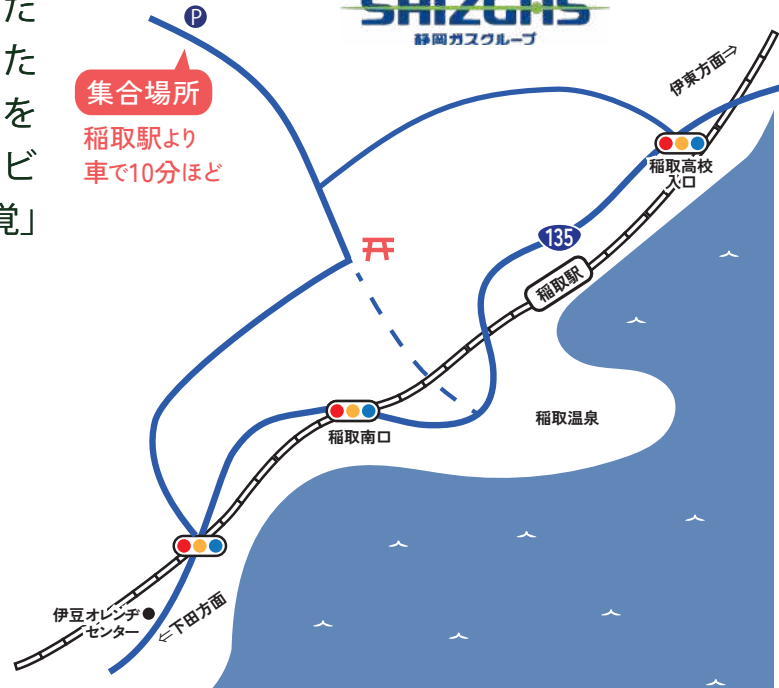 た
た
を
ビ
覚」
P
SHIZGAS
静岡ガスグループ
集合場所
稲取駅より
車で10分ほど
伊東方面⇒
稲取高校
入口
135
稲取駅
稲取温泉
稲取南口
伊豆オレンヂ
センター
⇐下田方面